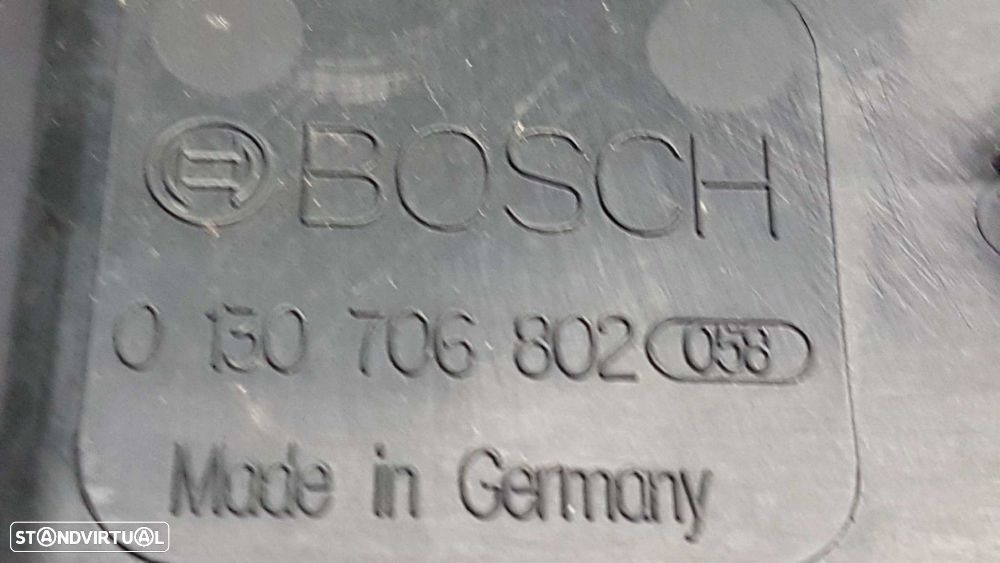 BOSCH
0 130 706 802 058
Made in Germany
STANDVIRTUAL